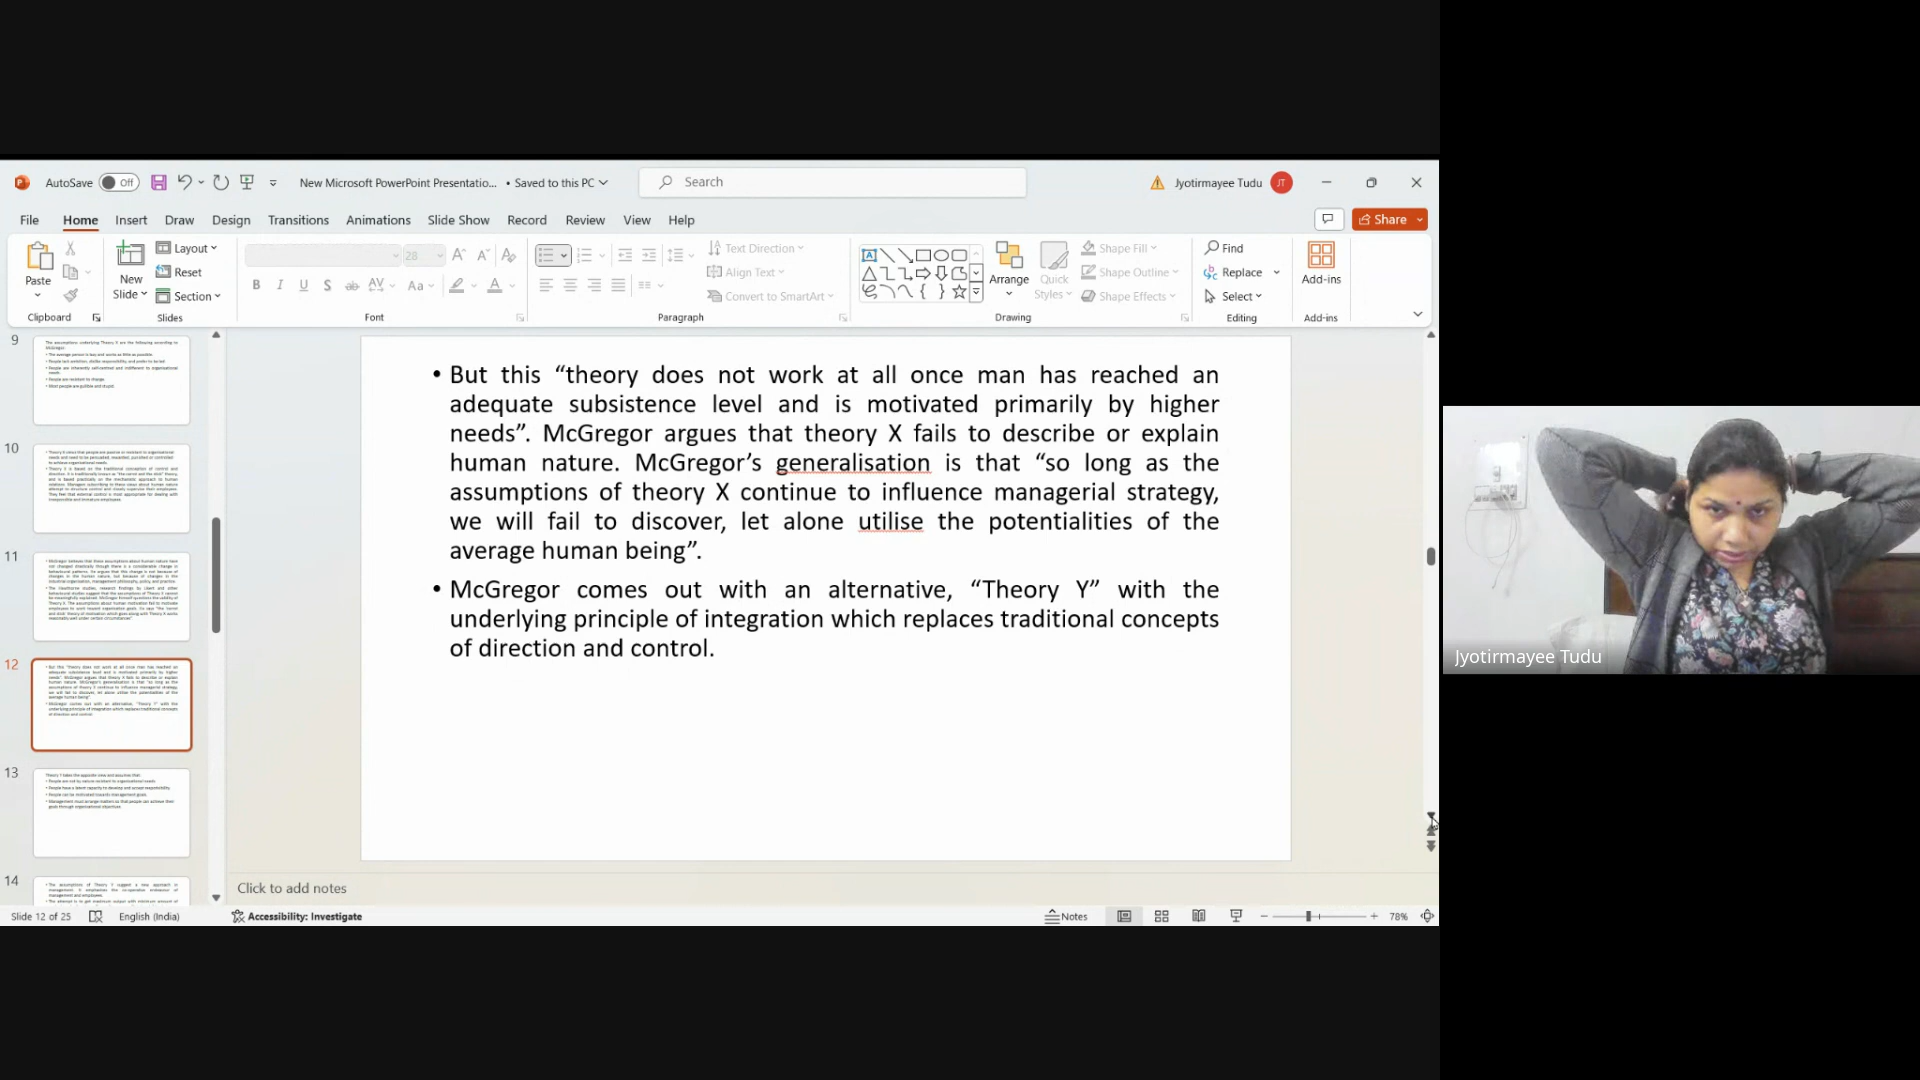 AutoSave Off New Microsoft PowerPoint Presentatio... • Saved to this PC Search Jyotirmayee Tudu JT
File Home Insert Draw Design Transitions Animations Slide Show Record Review View Help Share
Paste
Clipboard
New
Slide
Layout
Reset
Section
Slides
28
Font
Paragraph
Text Direction
Align Text
Convert to SmartArt
Arrange
Quick
Styles
Shape Fill
Shape Outline
Shape Effects
Drawing
Find
Replace
Select
Editing
Add-ins
Add-ins
9
10
11
12
13
14
• But this “theory does not work at all once man has reached an
adequate subsistence level and is motivated primarily by higher
needs”. McGregor argues that theory X fails to describe or explain
human nature. McGregor’s generalisation is that “so long as the
assumptions of theory X continue to influence managerial strategy,
we will fail to discover, let alone utilise the potentialities of the
average human being”.
• McGregor comes out with an alternative, “Theory Y” with the
underlying principle of integration which replaces traditional concepts
of direction and control.
Click to add notes
Slide 12 of 25 English (India) Accessibility: Investigate Notes 78%
Jyotirmayee Tudu